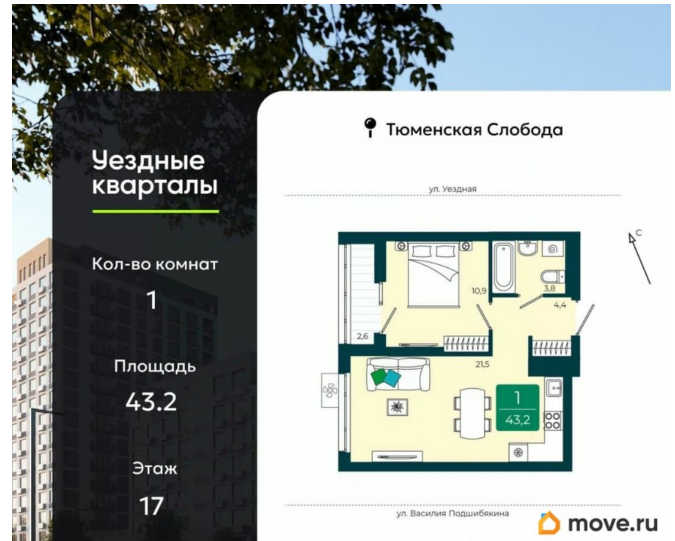 Тюменская Слобода
Уездные
кварталы
Кол-во комнат
1
Площадь
43.2
Этаж
17
ул. Уездная
С
10,9
3,8
4,4
2,6
21,5
1
43,2
ул. Василия Подшибякина
move.ru